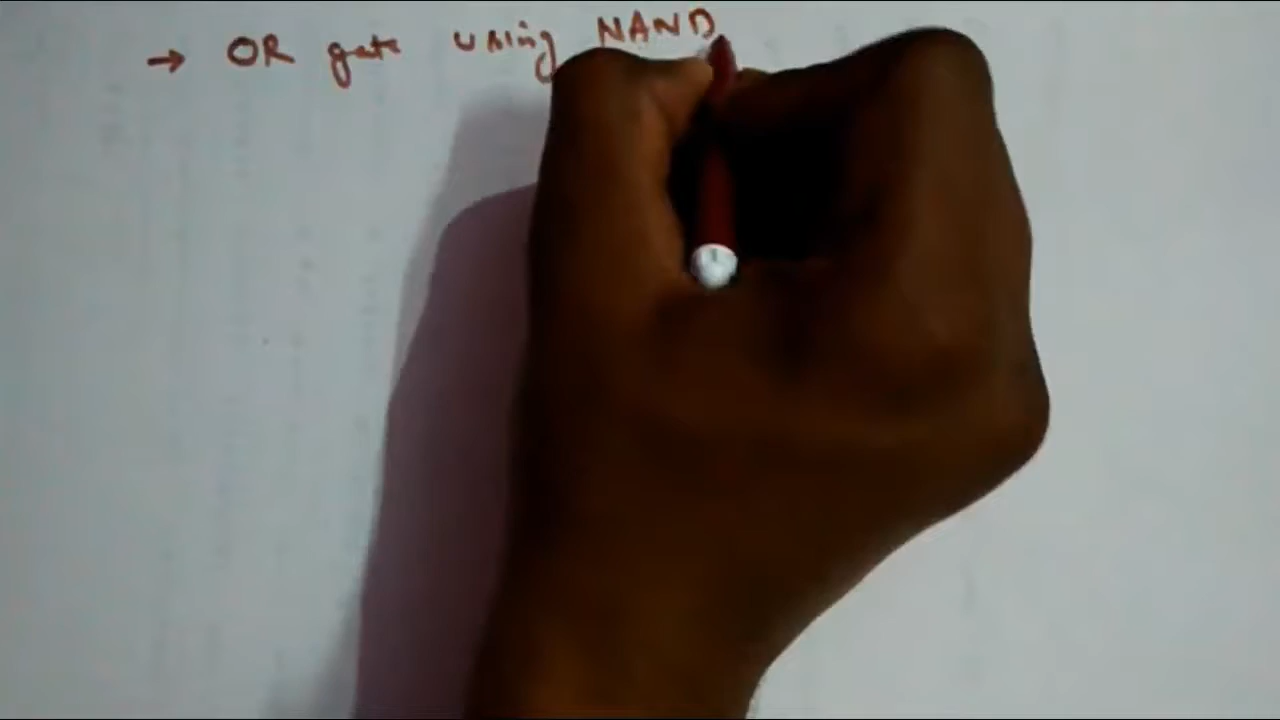 → OR gate using NAND